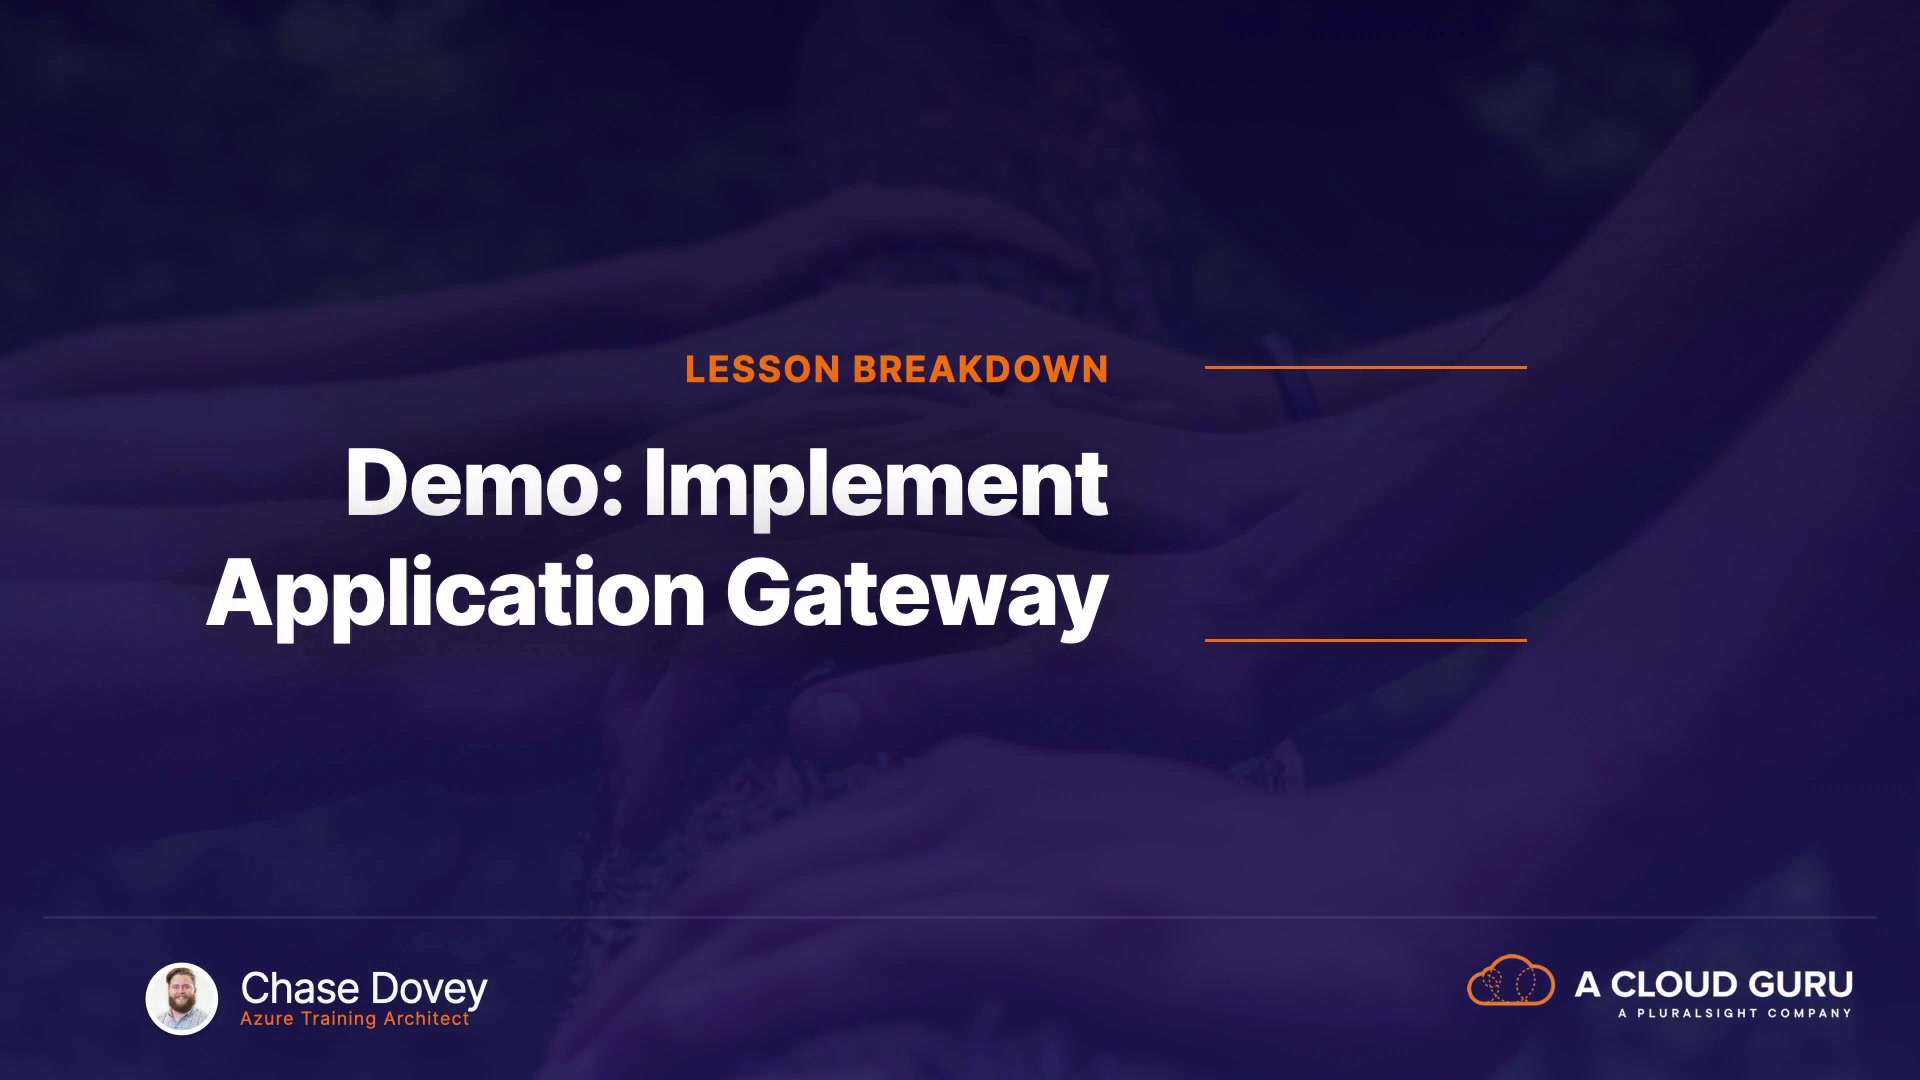 LESSON BREAKDOWN
Demo: Implement
Application Gateway
Chase Dovey
Azure Training Architect
A CLOUD GURU
A PLURALSIGHT COMPANY